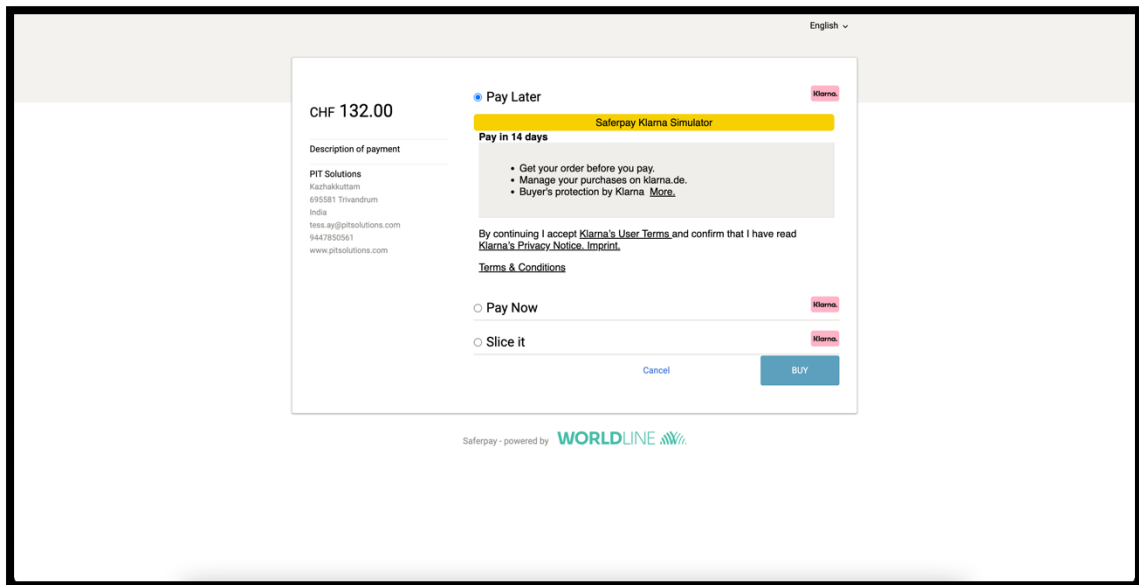 English
CHF 132.00
Description of payment
PIT Solutions
Kazhakkuttam
695581 Trivandrum
India
tess.ay@pitsolutions.com
9447850561
www.pitsolutions.com
Pay Later
Klarna.
Saferpay Klarna Simulator
Pay in 14 days
• Get your order before you pay.
• Manage your purchases on klarna.de.
• Buyer's protection by Klarna More.
By continuing I accept Klarna's User Terms and confirm that I have read
Klarna's Privacy Notice. Imprint.
Terms & Conditions
Pay Now
Klarna.
Slice it
Klarna.
Cancel
BUY
Saferpay - powered by WORLDLINE